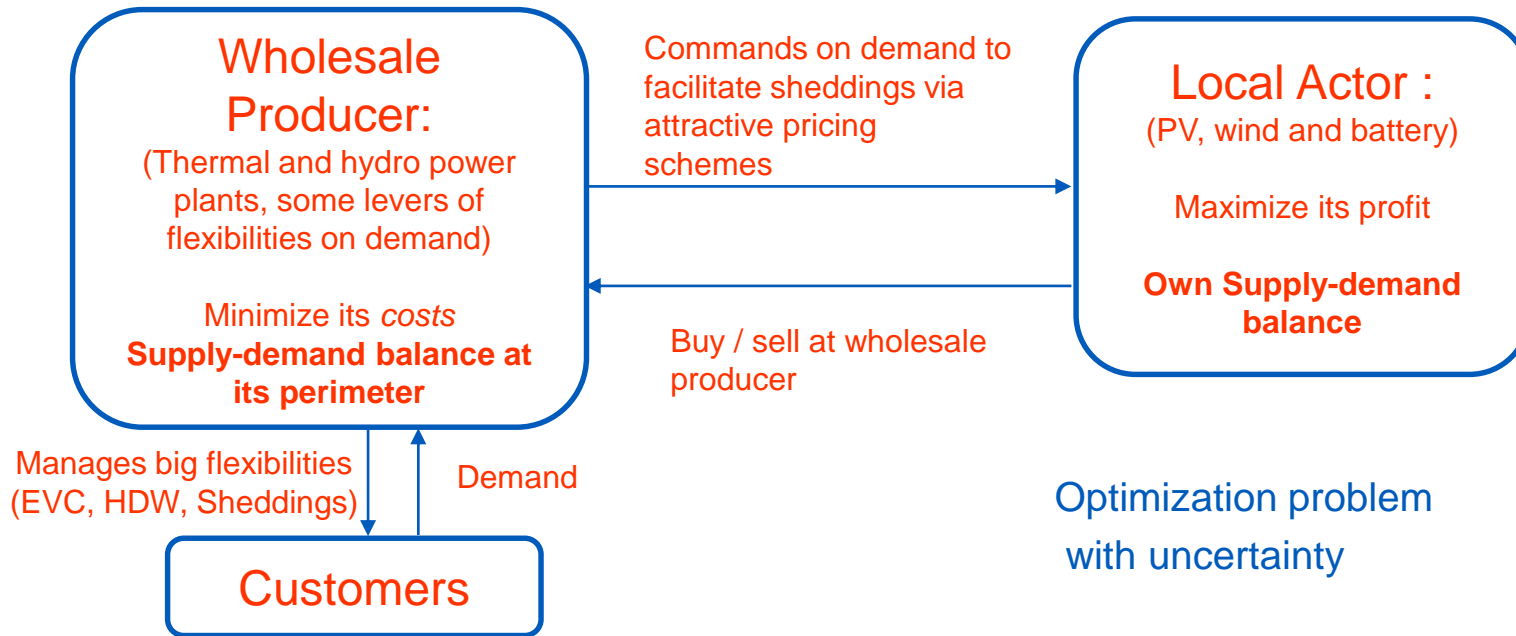 Wholesale
Producer:
(Thermal and hydro power
plants, some levers of
flexibilities on demand)
Minimize its costs
Supply-demand balance at
its perimeter
Commands on demand to
facilitate sheddings via
attractive pricing
schemes
Buy / sell at wholesale
producer
Local Actor :
(PV, wind and battery)
Maximize its profit
Own Supply-demand
balance
Manages big flexibilities
(EVC, HDW, Sheddings)
Demand
Customers
Optimization problem
with uncertainty